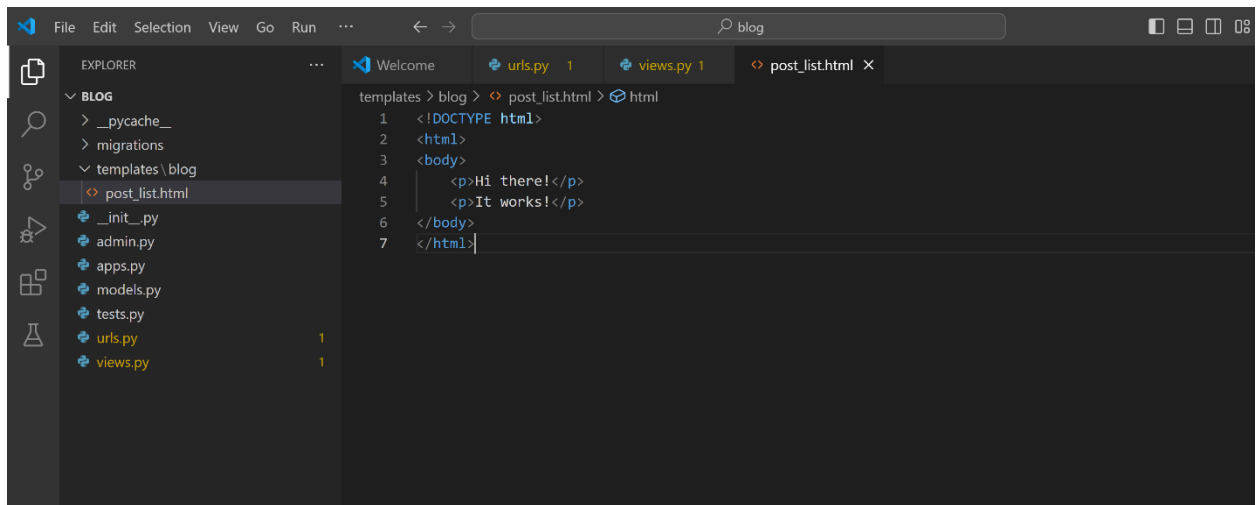 File Edit Selection View Go Run ··· ← → blog
EXPLORER ···
BLOG
__pycache__
migrations
templates\blog
post_list.html
__init__.py
admin.py
apps.py
models.py
tests.py
urls.py 1
views.py 1
Welcome urls.py 1 views.py 1 post_list.html ×
templates > blog > <> post_list.html > html
1 <!DOCTYPE html>
2 <html>
3 <body>
4 <p>Hi there!</p>
5 <p>It works!</p>
6 </body>
7 </html>